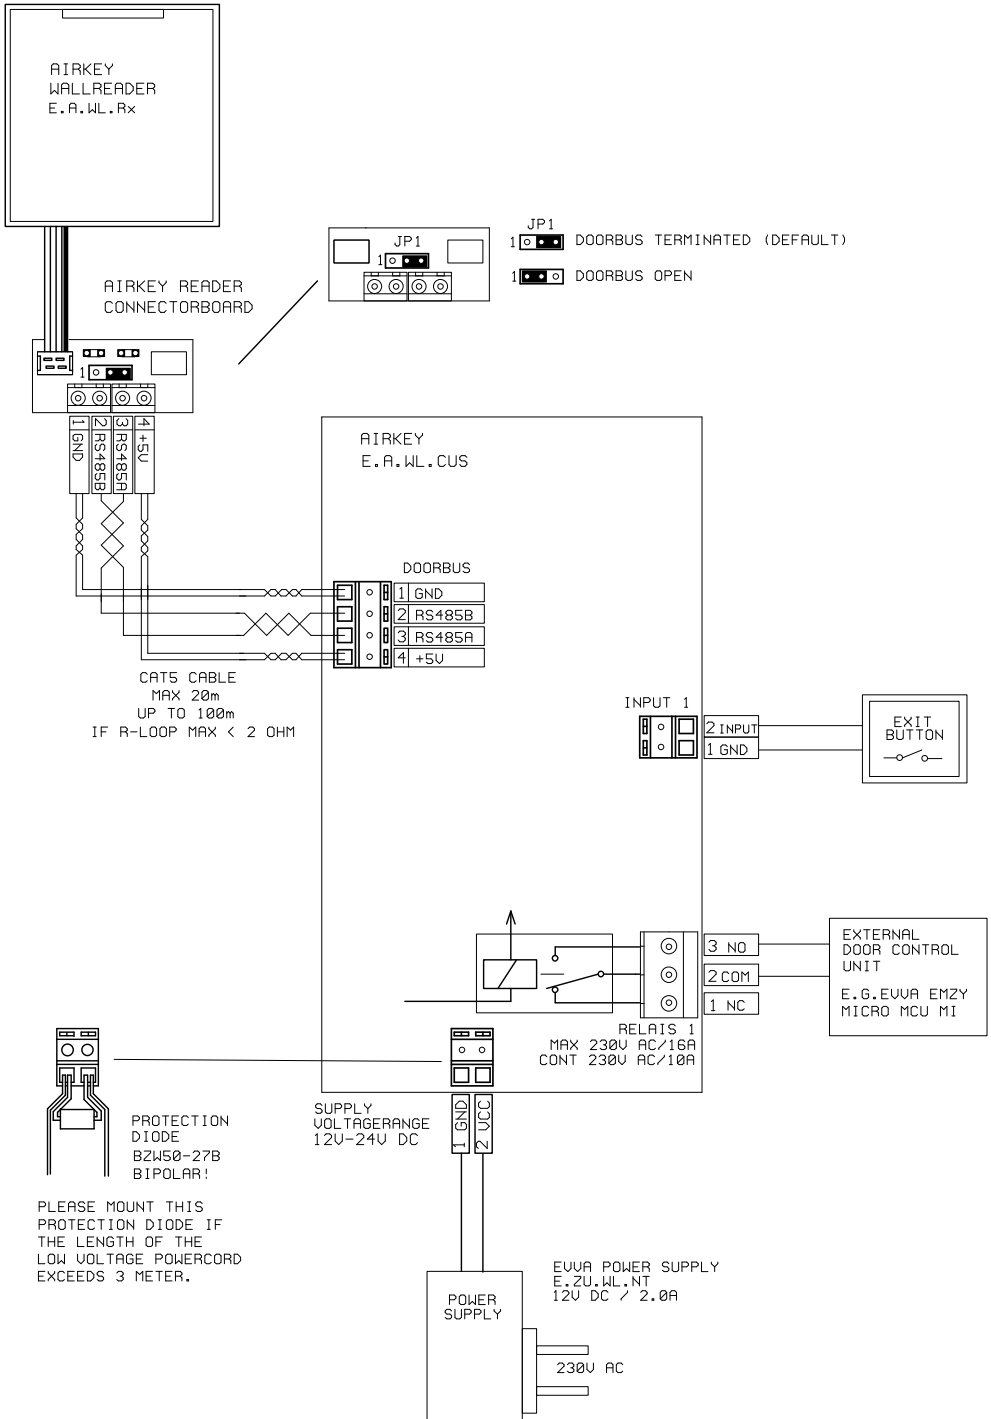 AIRKEY
WALLREADER
E.A.WL.Rx
JP1
1
JP1
1
DOORBUS TERMINATED (DEFAULT)
1
DOORBUS OPEN
AIRKEY READER
CONNECTORBOARD
1
1 GND
2 RS485B
3 RS485A
4 +5V
AIRKEY
E.A.WL.CUS
DOORBUS
1 GND
2 RS485B
3 RS485A
4 +5V
CAT5 CABLE
MAX 20m
UP TO 100m
IF R-LOOP MAX < 2 OHM
INPUT 1
2 INPUT
1 GND
EXIT
BUTTON
3 NO
2 COM
1 NC
EXTERNAL
DOOR CONTROL
UNIT
E.G.EVVA EMZY
MICRO MCU MI
RELAIS 1
MAX 230V AC/16A
CONT 230V AC/10A
SUPPLY
VOLTAGERANGE
12V-24V DC
1 GND
2 VCC
PROTECTION
DIODE
BZW50-27B
BIPOLAR!
PLEASE MOUNT THIS
PROTECTION DIODE IF
THE LENGTH OF THE
LOW VOLTAGE POWERCORD
EXCEEDS 3 METER.
EVVA POWER SUPPLY
E.ZU.WL.NT
12V DC / 2.0A
POWER
SUPPLY
230V AC